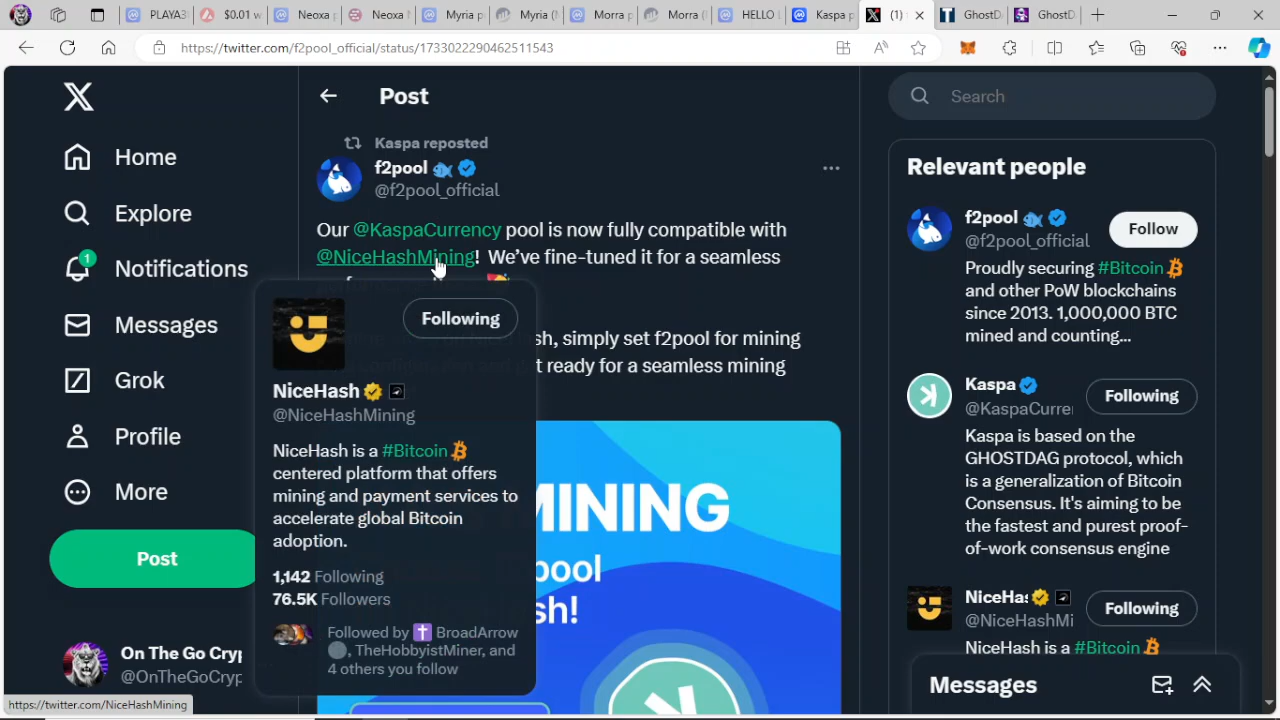 PLAYA3
$0.01 w
Neoxa p
Neoxa
Myria p
Myria (
Morra p
Morra (
HELLO L
Kaspa p
(1)
GhostD
GhostD
https://twitter.com/f2pool_official/status/1733022290462511543
Home
Explore
1
Notifications
Messages
Grok
Profile
More
Post
On The Go Cryp
@OnTheGoCryp
https://twitter.com/NiceHashMining
Post
Kaspa reposted
f2pool
@f2pool_official
Our @KaspaCurrency pool is now fully compatible with
@NiceHashMining! We've fine-tuned it for a seamless
sh, simply set f2pool for mining
t ready for a seamless mining
Following
NiceHash
@NiceHashMining
NiceHash is a #Bitcoin
centered platform that offers
mining and payment services to
accelerate global Bitcoin
adoption.
1,142 Following
76.5K Followers
Followed by BroadArrow
, TheHobbyistMiner, and
4 others you follow
MINING
pool
sh!
Search
Relevant people
f2pool
@f2pool_official
Follow
Proudly securing #Bitcoin
and other PoW blockchains
since 2013. 1,000,000 BTC
mined and counting...
Kaspa
@KaspaCurre
Following
Kaspa is based on the
GHOSTDAG protocol, which
is a generalization of Bitcoin
Consensus. It's aiming to be
the fastest and purest proof-
of-work consensus engine
NiceHas
@NiceHashMi
Following
NiceHash is a #Bitcoin
Messages